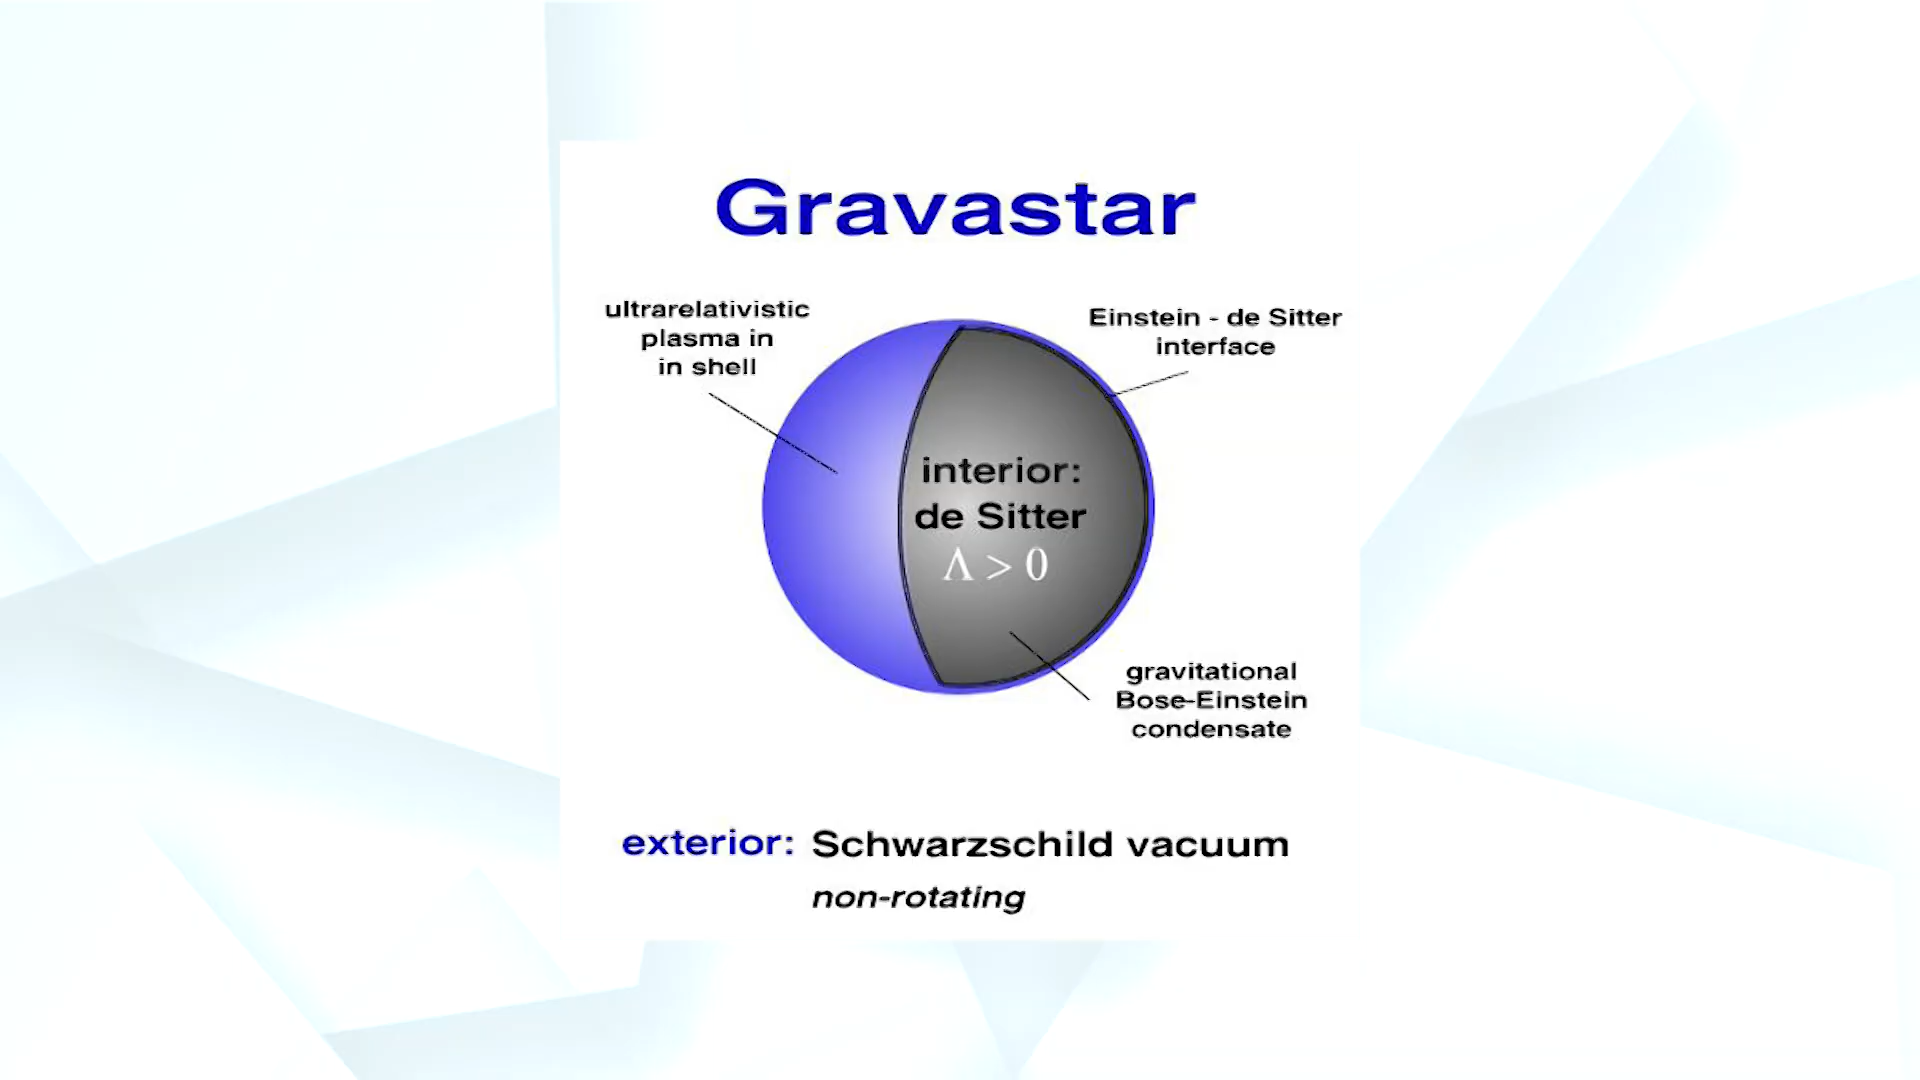 Gravastar
ultrarelativistic
plasma in
in shell
Einstein - de Sitter
interface
interior:
de Sitter
Λ > 0
gravitational
Bose-Einstein
condensate
exterior: Schwarzschild vacuum
non-rotating